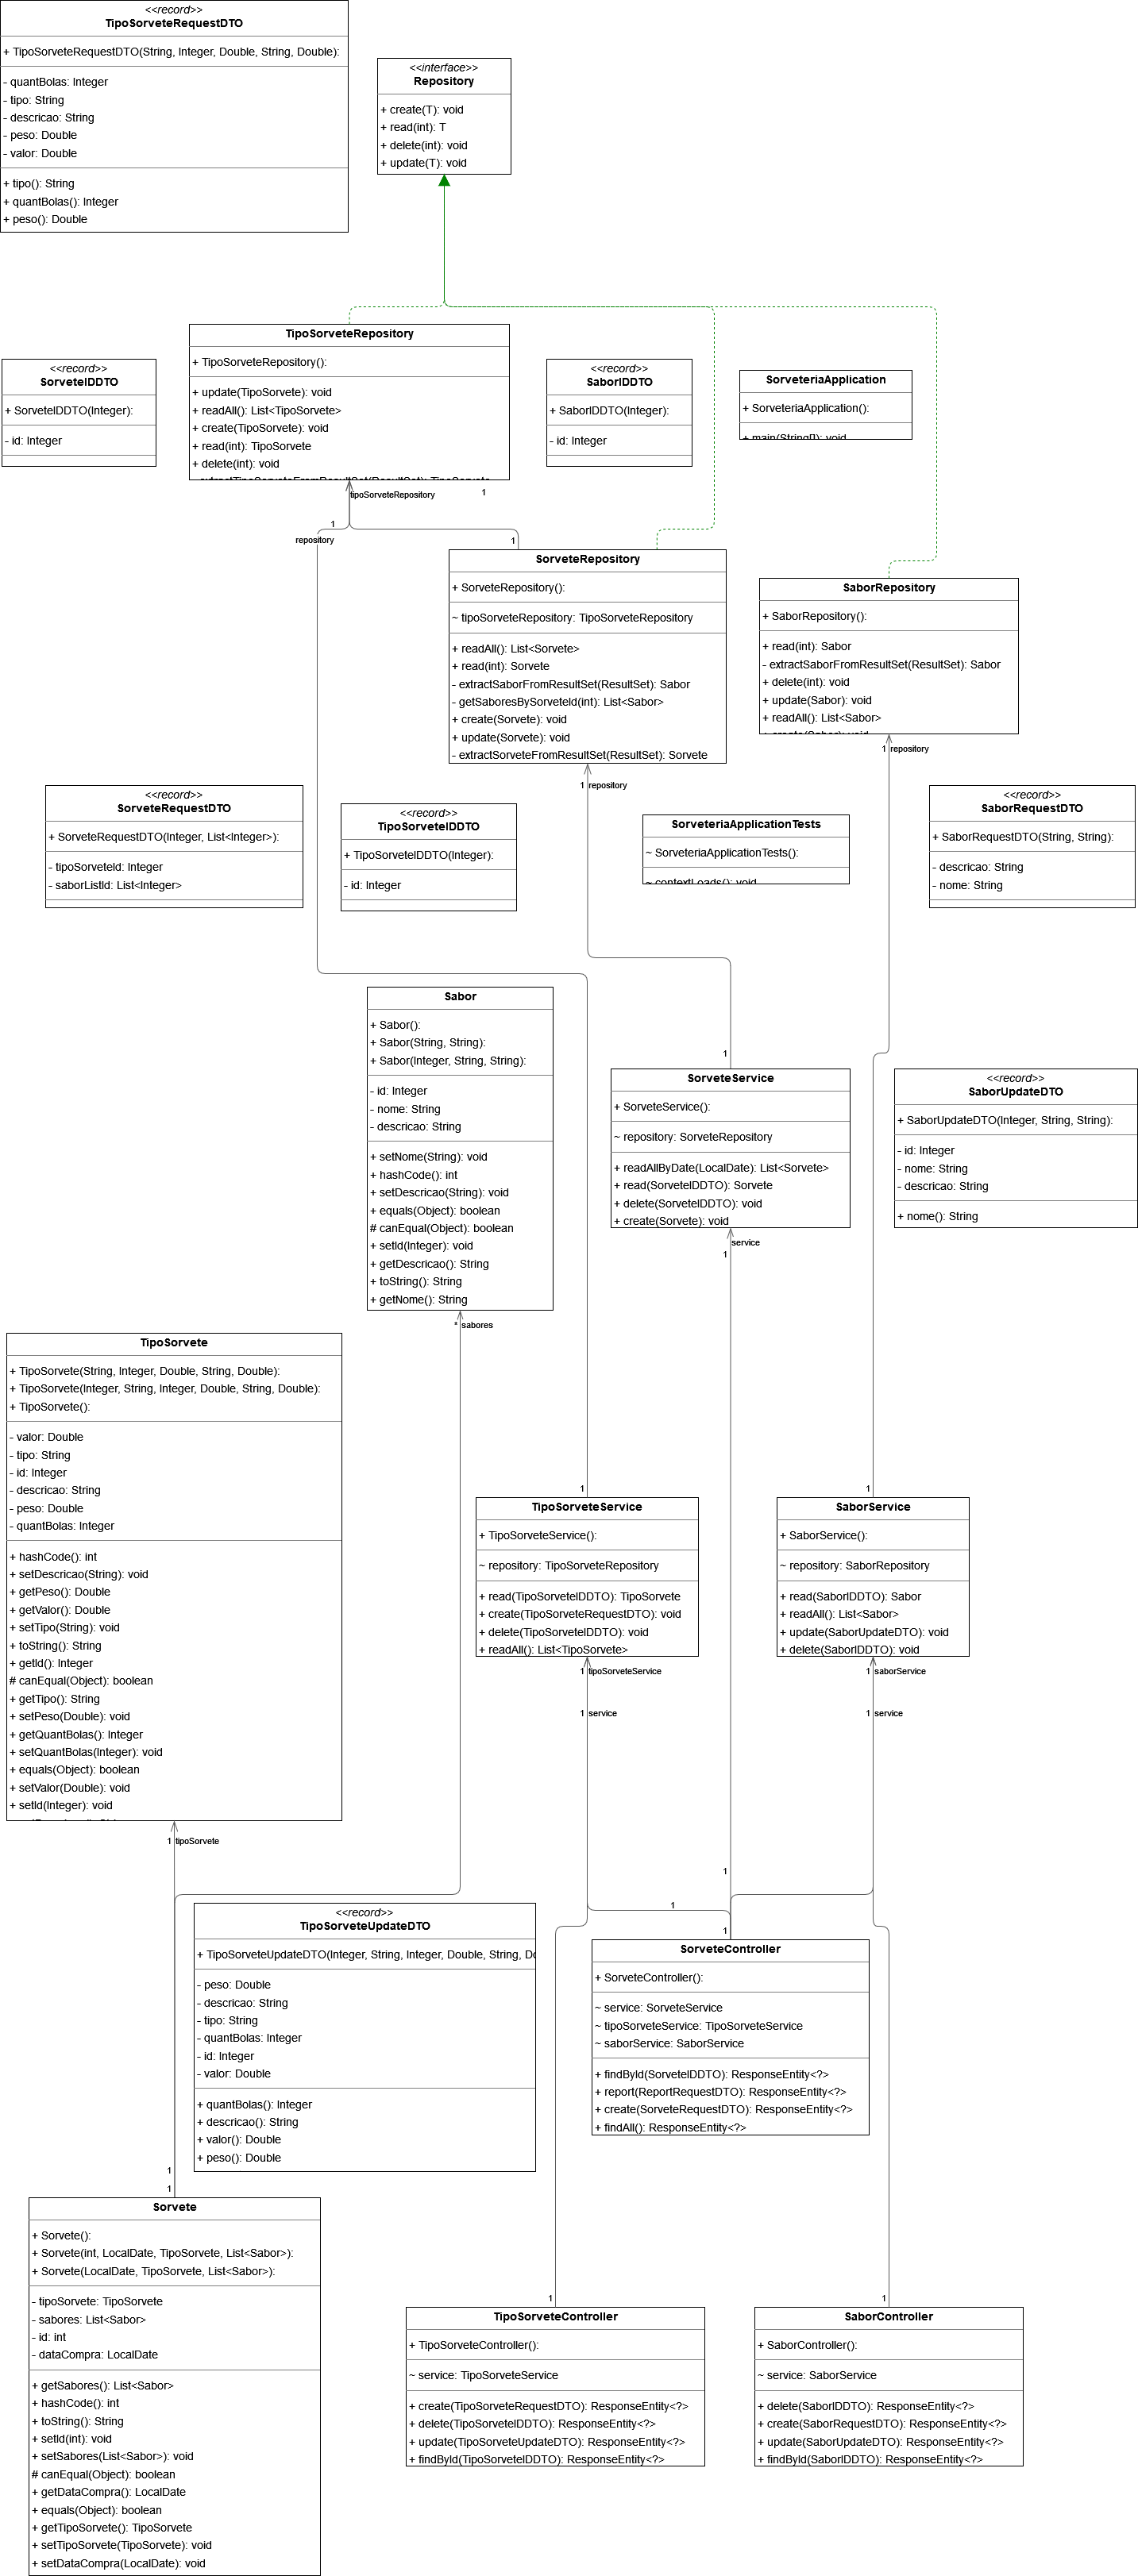 <<record>>
TipoSorveteRequestDTO
+ TipoSorveteRequestDTO(String, Integer, Double, String, Double):
- quantBolas: Integer
- tipo: String
- descricao: String
- peso: Double
- valor: Double
+ tipo(): String
+ quantBolas(): Integer
+ peso(): Double
<<interface>>
Repository
+ create(T): void
+ read(int): T
+ delete(int): void
+ update(T): void
TipoSorveteRepository
+ TipoSorveteRepository():
+ update(TipoSorvete): void
+ readAll(): List<TipoSorvete>
+ create(TipoSorvete): void
+ read(int): TipoSorvete
+ delete(int): void
- extractTipoSorveteFromResultSet(ResultSet): TipoSorvete
<<record>>
SorveteIDDTO
+ SorveteIDDTO(Integer):
- id: Integer
<<record>>
SaborIDDTO
+ SaborIDDTO(Integer):
- id: Integer
SorveteriaApplication
+ SorveteriaApplication():
+ main(String[]): void
tipoSorveteRepository
1
1
repository
1
SorveteRepository
+ SorveteRepository():
~ tipoSorveteRepository: TipoSorveteRepository
+ readAll(): List<Sorvete>
+ read(int): Sorvete
- extractSaborFromResultSet(ResultSet): Sabor
- getSaboresBySorveteId(int): List<Sabor>
+ create(Sorvete): void
+ update(Sorvete): void
- extractSorveteFromResultSet(ResultSet): Sorvete
SaborRepository
+ SaborRepository():
+ read(int): Sabor
- extractSaborFromResultSet(ResultSet): Sabor
+ delete(int): void
+ update(Sabor): void
+ readAll(): List<Sabor>
+ create(Sabor): void
1 repository
1 repository
<<record>>
SorveteRequestDTO
+ SorveteRequestDTO(Integer, List<Integer>):
- tipoSorveteId: Integer
- saborListId: List<Integer>
<<record>>
TipoSorveteIDDTO
+ TipoSorveteIDDTO(Integer):
- id: Integer
SorveteriaApplicationTests
~ SorveteriaApplicationTests():
~ contextLoads(): void
<<record>>
SaborRequestDTO
+ SaborRequestDTO(String, String):
- descricao: String
- nome: String
Sabor
+ Sabor():
+ Sabor(String, String):
+ Sabor(Integer, String, String):
- id: Integer
- nome: String
- descricao: String
+ setNome(String): void
+ hashCode(): int
+ setDescricao(String): void
+ equals(Object): boolean
# canEqual(Object): boolean
+ setId(Integer): void
+ getDescricao(): String
+ toString(): String
+ getNome(): String
1
SorveteService
+ SorveteService():
~ repository: SorveteRepository
+ readAllByDate(LocalDate): List<Sorvete>
+ read(SorveteIDDTO): Sorvete
+ delete(SorveteIDDTO): void
+ create(Sorvete): void
<<record>>
SaborUpdateDTO
+ SaborUpdateDTO(Integer, String, String):
- id: Integer
- nome: String
- descricao: String
+ nome(): String
service
1
* sabores
TipoSorvete
+ TipoSorvete(String, Integer, Double, String, Double):
+ TipoSorvete(Integer, String, Integer, Double, String, Double):
+ TipoSorvete():
- valor: Double
- tipo: String
- id: Integer
- descricao: String
- peso: Double
- quantBolas: Integer
+ hashCode(): int
+ setDescricao(String): void
+ getPeso(): Double
+ getValor(): Double
+ setTipo(String): void
+ toString(): String
+ getId(): Integer
# canEqual(Object): boolean
+ getTipo(): String
+ setPeso(Double): void
+ getQuantBolas(): Integer
+ setQuantBolas(Integer): void
+ equals(Object): boolean
+ setValor(Double): void
+ setId(Integer): void
1
TipoSorveteService
+ TipoSorveteService():
~ repository: TipoSorveteRepository
+ read(TipoSorveteIDDTO): TipoSorvete
+ create(TipoSorveteRequestDTO): void
+ delete(TipoSorveteIDDTO): void
+ readAll(): List<TipoSorvete>
1
SaborService
+ SaborService():
~ repository: SaborRepository
+ read(SaborIDDTO): Sabor
+ readAll(): List<Sabor>
+ update(SaborUpdateDTO): void
+ delete(SaborIDDTO): void
1 tipoSorveteService
1 service
1 saborService
1 service
1 tipoSorvete
1
1
1
<<record>>
TipoSorveteUpdateDTO
+ TipoSorveteUpdateDTO(Integer, String, Integer, Double, String, Do
- peso: Double
- descricao: String
- tipo: String
- quantBolas: Integer
- id: Integer
- valor: Double
+ quantBolas(): Integer
+ descricao(): String
+ valor(): Double
+ peso(): Double
SorveteController
+ SorveteController():
~ service: SorveteService
~ tipoSorveteService: TipoSorveteService
~ saborService: SaborService
+ findById(SorveteIDDTO): ResponseEntity<?>
+ report(ReportRequestDTO): ResponseEntity<?>
+ create(SorveteRequestDTO): ResponseEntity<?>
+ findAll(): ResponseEntity<?>
1
1
Sorvete
+ Sorvete():
+ Sorvete(int, LocalDate, TipoSorvete, List<Sabor>):
+ Sorvete(LocalDate, TipoSorvete, List<Sabor>):
- tipoSorvete: TipoSorvete
- sabores: List<Sabor>
- id: int
- dataCompra: LocalDate
+ getSabores(): List<Sabor>
+ hashCode(): int
+ toString(): String
+ setId(int): void
+ setSabores(List<Sabor>): void
# canEqual(Object): boolean
+ getDataCompra(): LocalDate
+ equals(Object): boolean
+ getTipoSorvete(): TipoSorvete
+ setTipoSorvete(TipoSorvete): void
+ setDataCompra(LocalDate): void
1
TipoSorveteController
+ TipoSorveteController():
~ service: TipoSorveteService
+ create(TipoSorveteRequestDTO): ResponseEntity<?>
+ delete(TipoSorveteIDDTO): ResponseEntity<?>
+ update(TipoSorveteUpdateDTO): ResponseEntity<?>
+ findById(TipoSorveteIDDTO): ResponseEntity<?>
1
SaborController
+ SaborController():
~ service: SaborService
+ delete(SaborIDDTO): ResponseEntity<?>
+ create(SaborRequestDTO): ResponseEntity<?>
+ update(SaborUpdateDTO): ResponseEntity<?>
+ findById(SaborIDDTO): ResponseEntity<?>